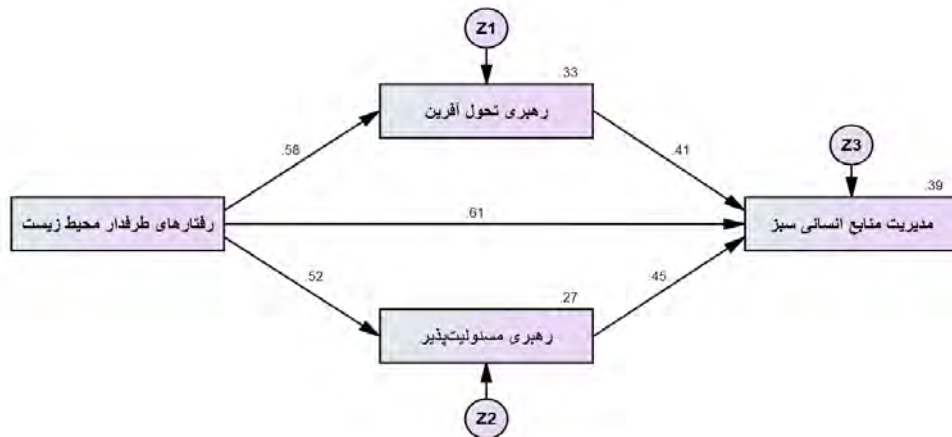 Z1
.33
رهبری تحول آفرین
.58
.41
Z3
.39
رفتارهای طرفدار محیط زیست
.61
مدیریت منابع انسانی سبز
.52
.45
.27
رهبری مسئولیت‌پذیر
Z2